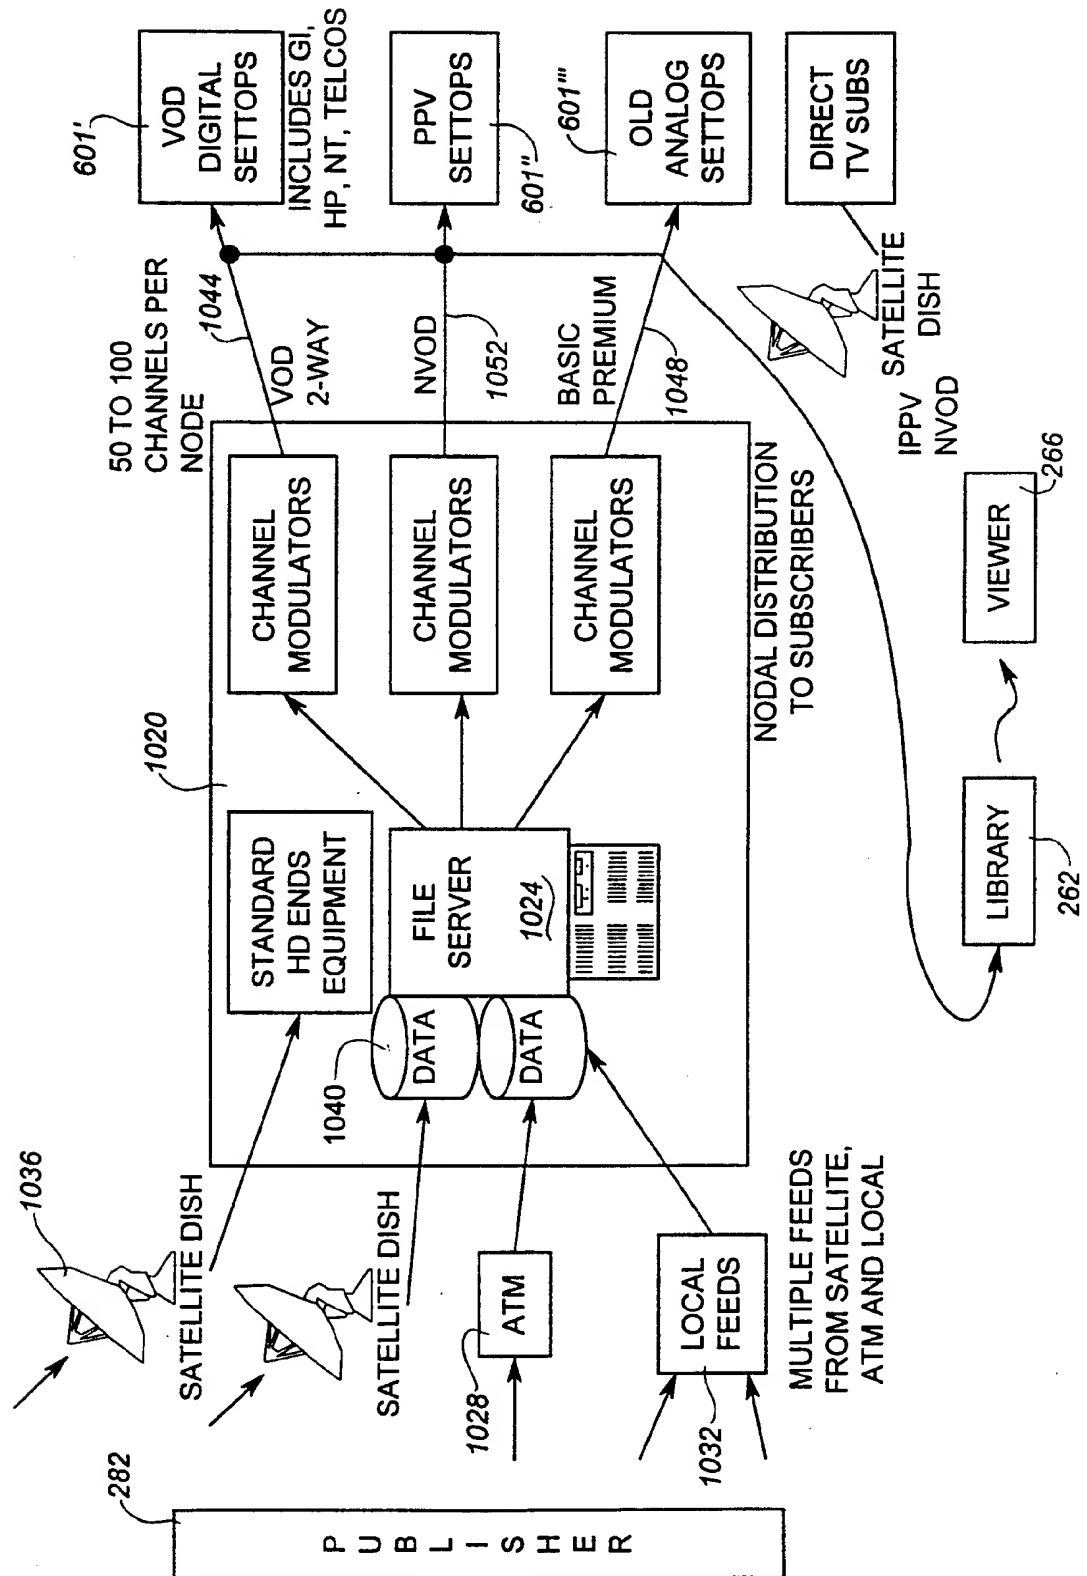 282
PUBLISHER
1036
SATELLITE DISH
SATELLITE DISH
1028
ATM
1032
LOCAL
FEEDS
MULTIPLE FEEDS
FROM SATELLITE,
ATM AND LOCAL
1020
STANDARD
HD ENDS
EQUIPMENT
1040
DATA
DATA
FILE
SERVER
1024
CHANNEL
MODULATORS
CHANNEL
MODULATORS
CHANNEL
MODULATORS
NODAL DISTRIBUTION
TO SUBSCRIBERS
50 TO 100
CHANNELS PER
NODE
1044
VOD
2-WAY
NVOD
1052
BASIC
PREMIUM
1048
601'
VOD
DIGITAL
SETTOPS
INCLUDES GI,
HP, NT, TELCOS
PPV
SETTOPS
601"
601'''
OLD
ANALOG
SETTOPS
DIRECT
TV SUBS
SATELLITE
DISH
IPPV
NVOD
LIBRARY
262
VIEWER
266